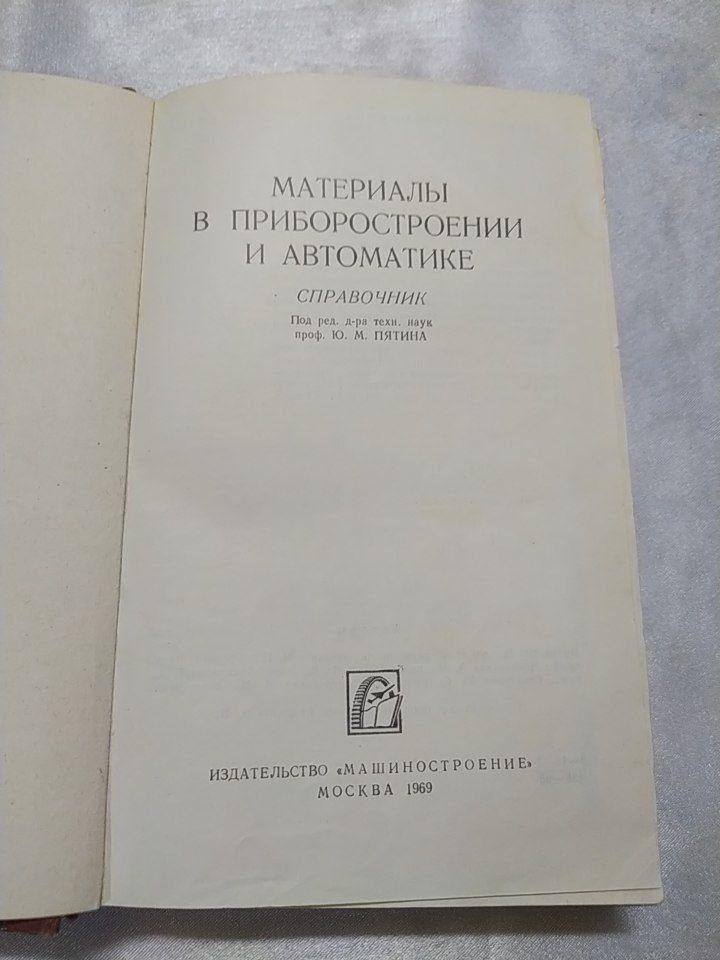 МАТЕРИАЛЫ
В ПРИБОРОСТРОЕНИИ
И АВТОМАТИКЕ
СПРАВОЧНИК
Под ред. д-ра техн. наук
проф. Ю. М. ПЯТИНА
ИЗДАТЕЛЬСТВО «МАШИНОСТРОЕНИЕ»
МОСКВА 1969